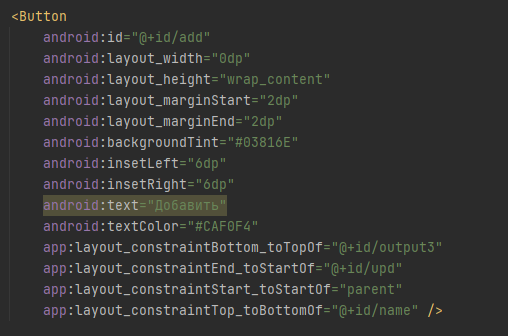 <Button
android:id="@+id/add"
android:layout_width="0dp"
android:layout_height="wrap_content"
android:layout_marginStart="2dp"
android:layout_marginEnd="2dp"
android:backgroundTint="#03816E"
android:insetLeft="6dp"
android:insetRight="6dp"
android:text="Добавить"
android:textColor="#CAF0F4"
app:layout_constraintBottom_toTopOf="@+id/output3"
app:layout_constraintEnd_toStartOf="@+id/upd"
app:layout_constraintStart_toStartOf="parent"
app:layout_constraintTop_toBottomOf="@+id/name" />